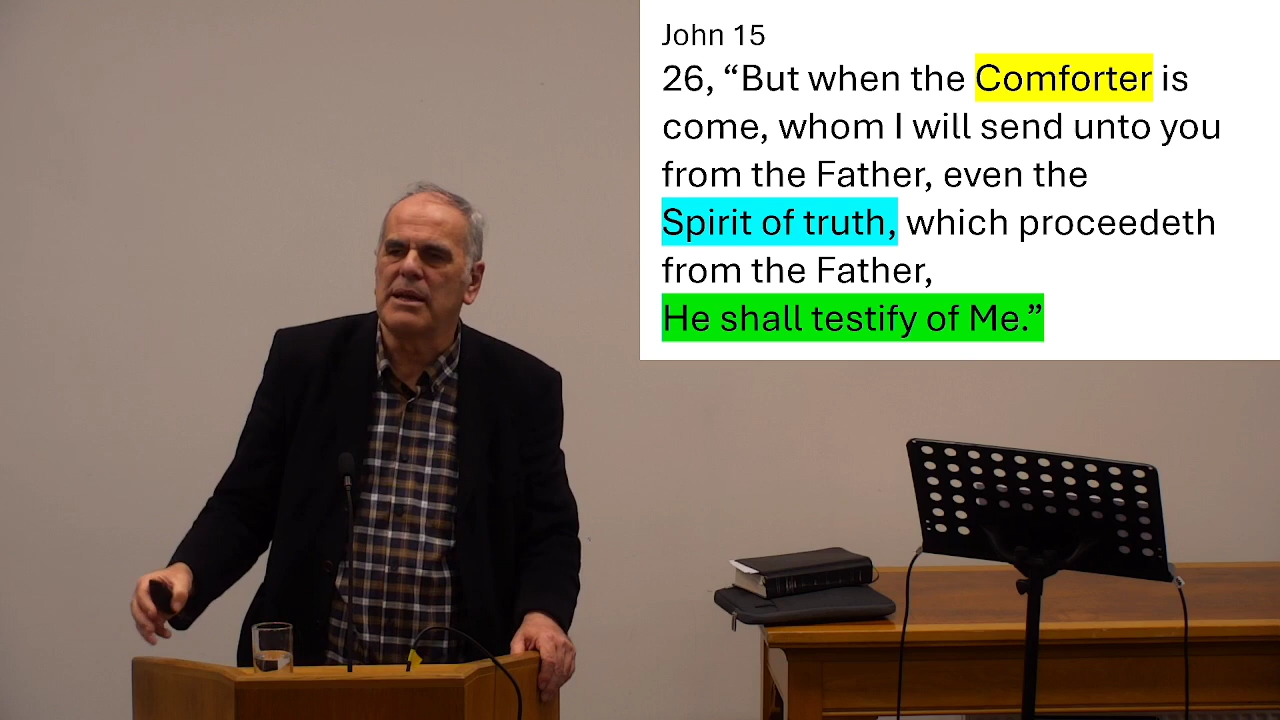 John 15
26, “But when the Comforter is
come, whom I will send unto you
from the Father, even the
Spirit of truth, which proceedeth
from the Father,
He shall testify of Me.”